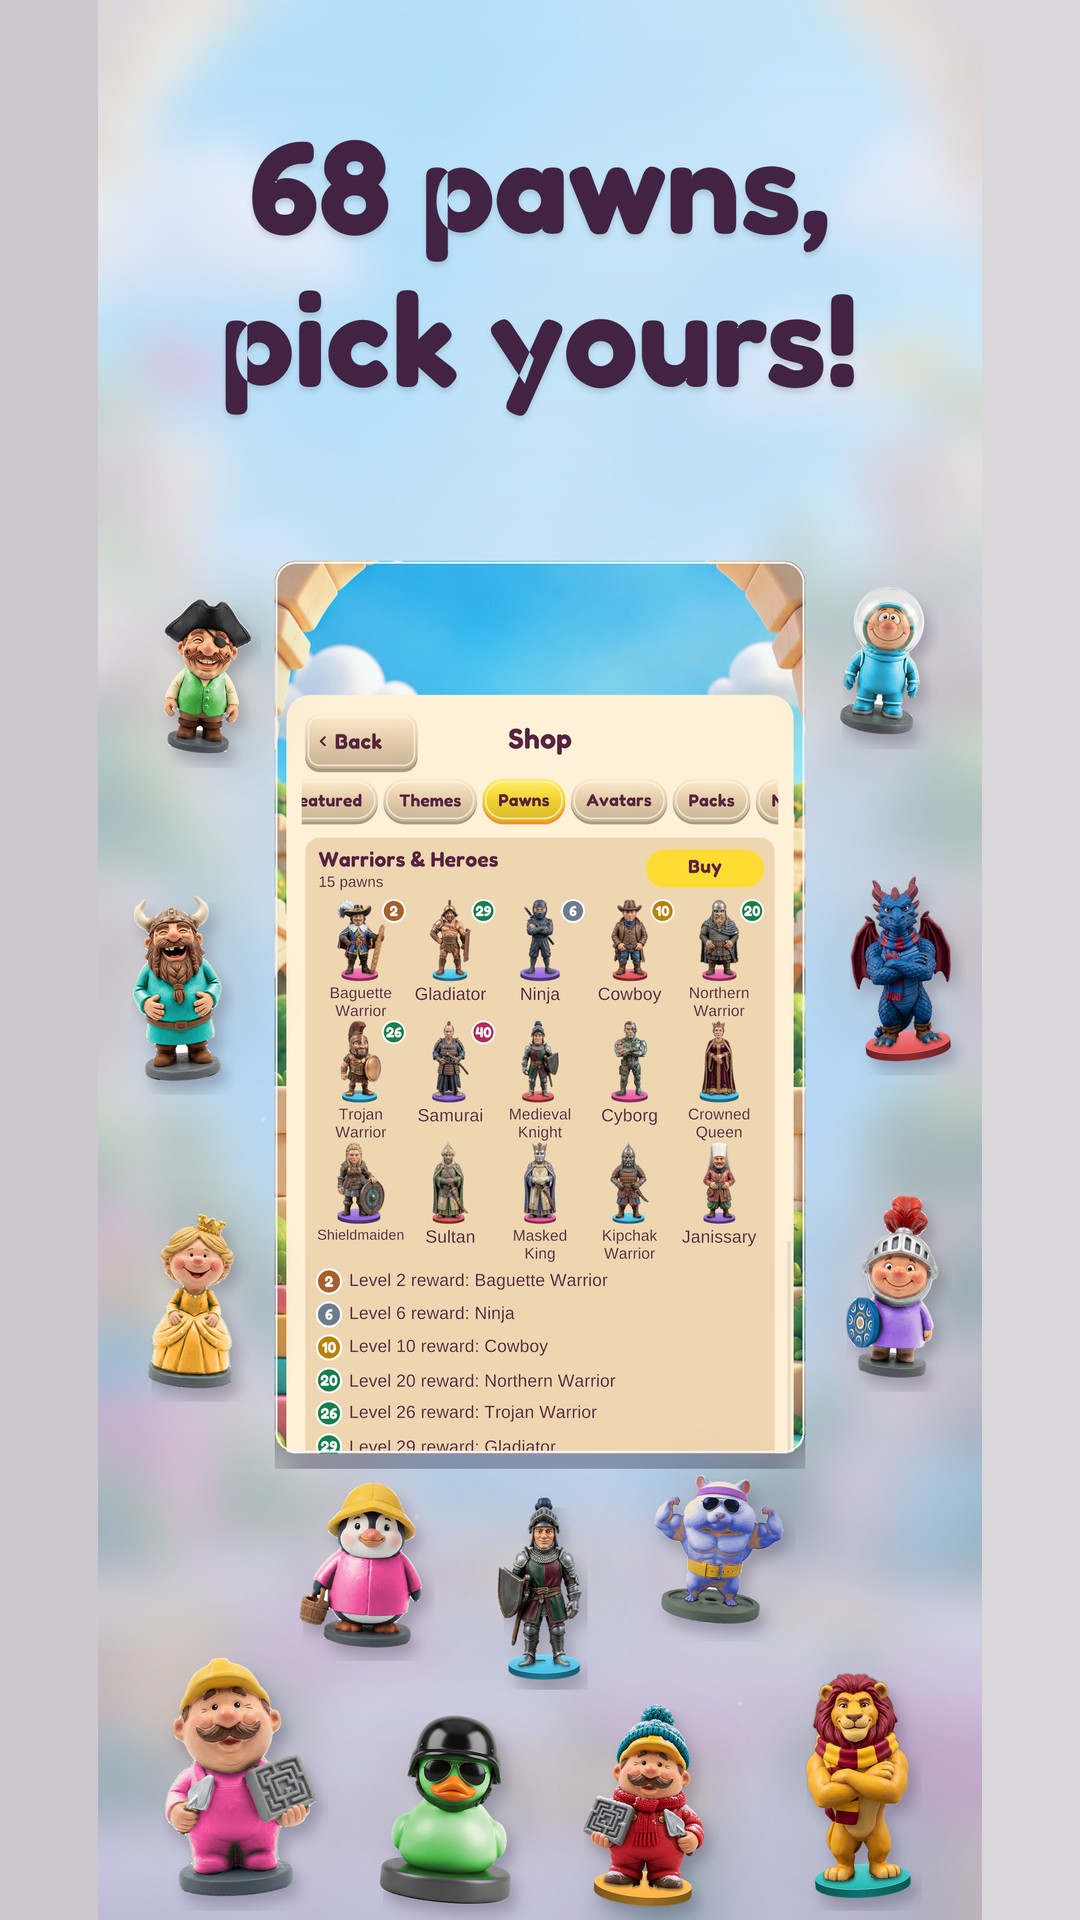 68 pawns,
pick yours!
‹ Back
Shop
eatured
Themes
Pawns
Avatars
Packs
Warriors & Heroes
15 pawns
Buy
2
29
6
10
20
Baguette
Warrior
Gladiator
Ninja
Cowboy
Northern
Warrior
26
40
Trojan
Warrior
Samurai
Medieval
Knight
Cyborg
Crowned
Queen
Shieldmaiden
Sultan
Masked
King
Kipchak
Warrior
Janissary
2 Level 2 reward: Baguette Warrior
6 Level 6 reward: Ninja
10 Level 10 reward: Cowboy
20 Level 20 reward: Northern Warrior
26 Level 26 reward: Trojan Warrior
29 Level 29 reward: Gladiator